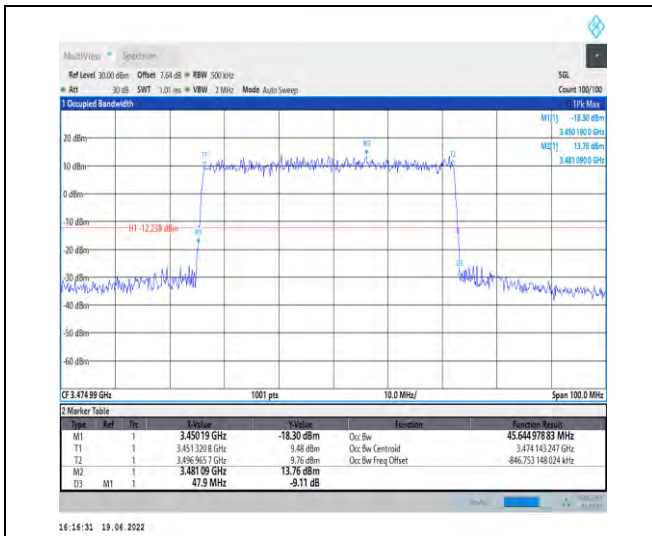 MultiView Spectrum
Ref Level 30.00 dBm Offset 7.64 dB RBW 500 kHz SGL
Att 30 dB SWT 1.01 ms VBW 2 MHz Mode Auto Sweep Count 100/100
1 Occupied Bandwidth 1Pk Max
M1[1] -18.30 dBm
3.450 190 0 GHz
M2[1] 13.76 dBm
3.481 090 0 GHz
20 dBm
M2
T1
T2
10 dBm
0 dBm
-10 dBm
H1 -12.238 dBm
M1
D3
-30 dBm
-40 dBm
-50 dBm
-60 dBm
CF 3.474 99 GHz 1001 pts 10.0 MHz/ Span 100.0 MHz
2 Marker Table
Type Ref Trc X-Value Y-Value Function Function Result
M1 1 3.450 19 GHz -18.30 dBm Occ Bw 45.644 978 83 MHz
T1 1 3.451 320 8 GHz 9.48 dBm Occ Bw Centroid 3.474 143 247 GHz
T2 1 3.496 965 7 GHz 9.76 dBm Occ Bw Freq Offset -846.753 148 024 kHz
M2 1 3.481 09 GHz 13.76 dBm
D3 M1 1 47.9 MHz -9.11 dB
16:16:31 19.06.2022